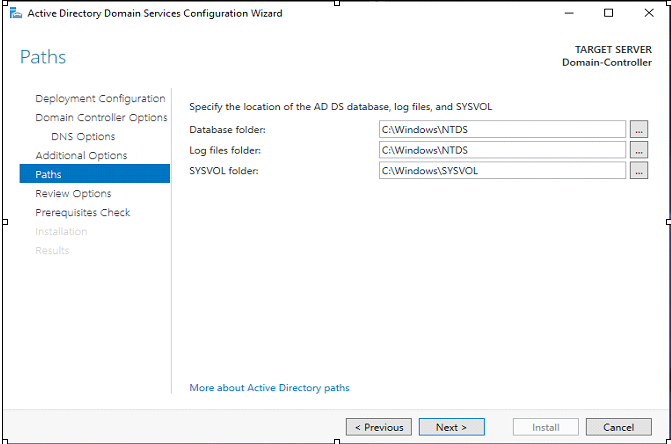 Active Directory Domain Services Configuration Wizard
Paths
TARGET SERVER
Domain-Controller
Deployment Configuration
Domain Controller Options
DNS Options
Additional Options
Paths
Review Options
Prerequisites Check
Installation
Results
Specify the location of the AD DS database, log files, and SYSVOL
Database folder: C:\Windows\NTDS ...
Log files folder: C:\Windows\NTDS ...
SYSVOL folder: C:\Windows\SYSVOL ...
More about Active Directory paths
< Previous Next > Install Cancel